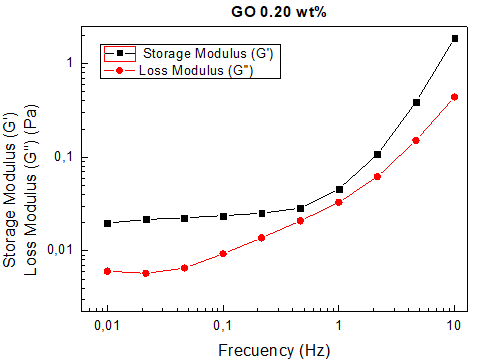 GO 0.20 wt%
Storage Modulus (G')
Loss Modulus (G'')
Storage Modulus (G')
Loss Modulus (G'') (Pa)
1
0,1
0,01
0,01
0,1
1
10
Frecuency (Hz)